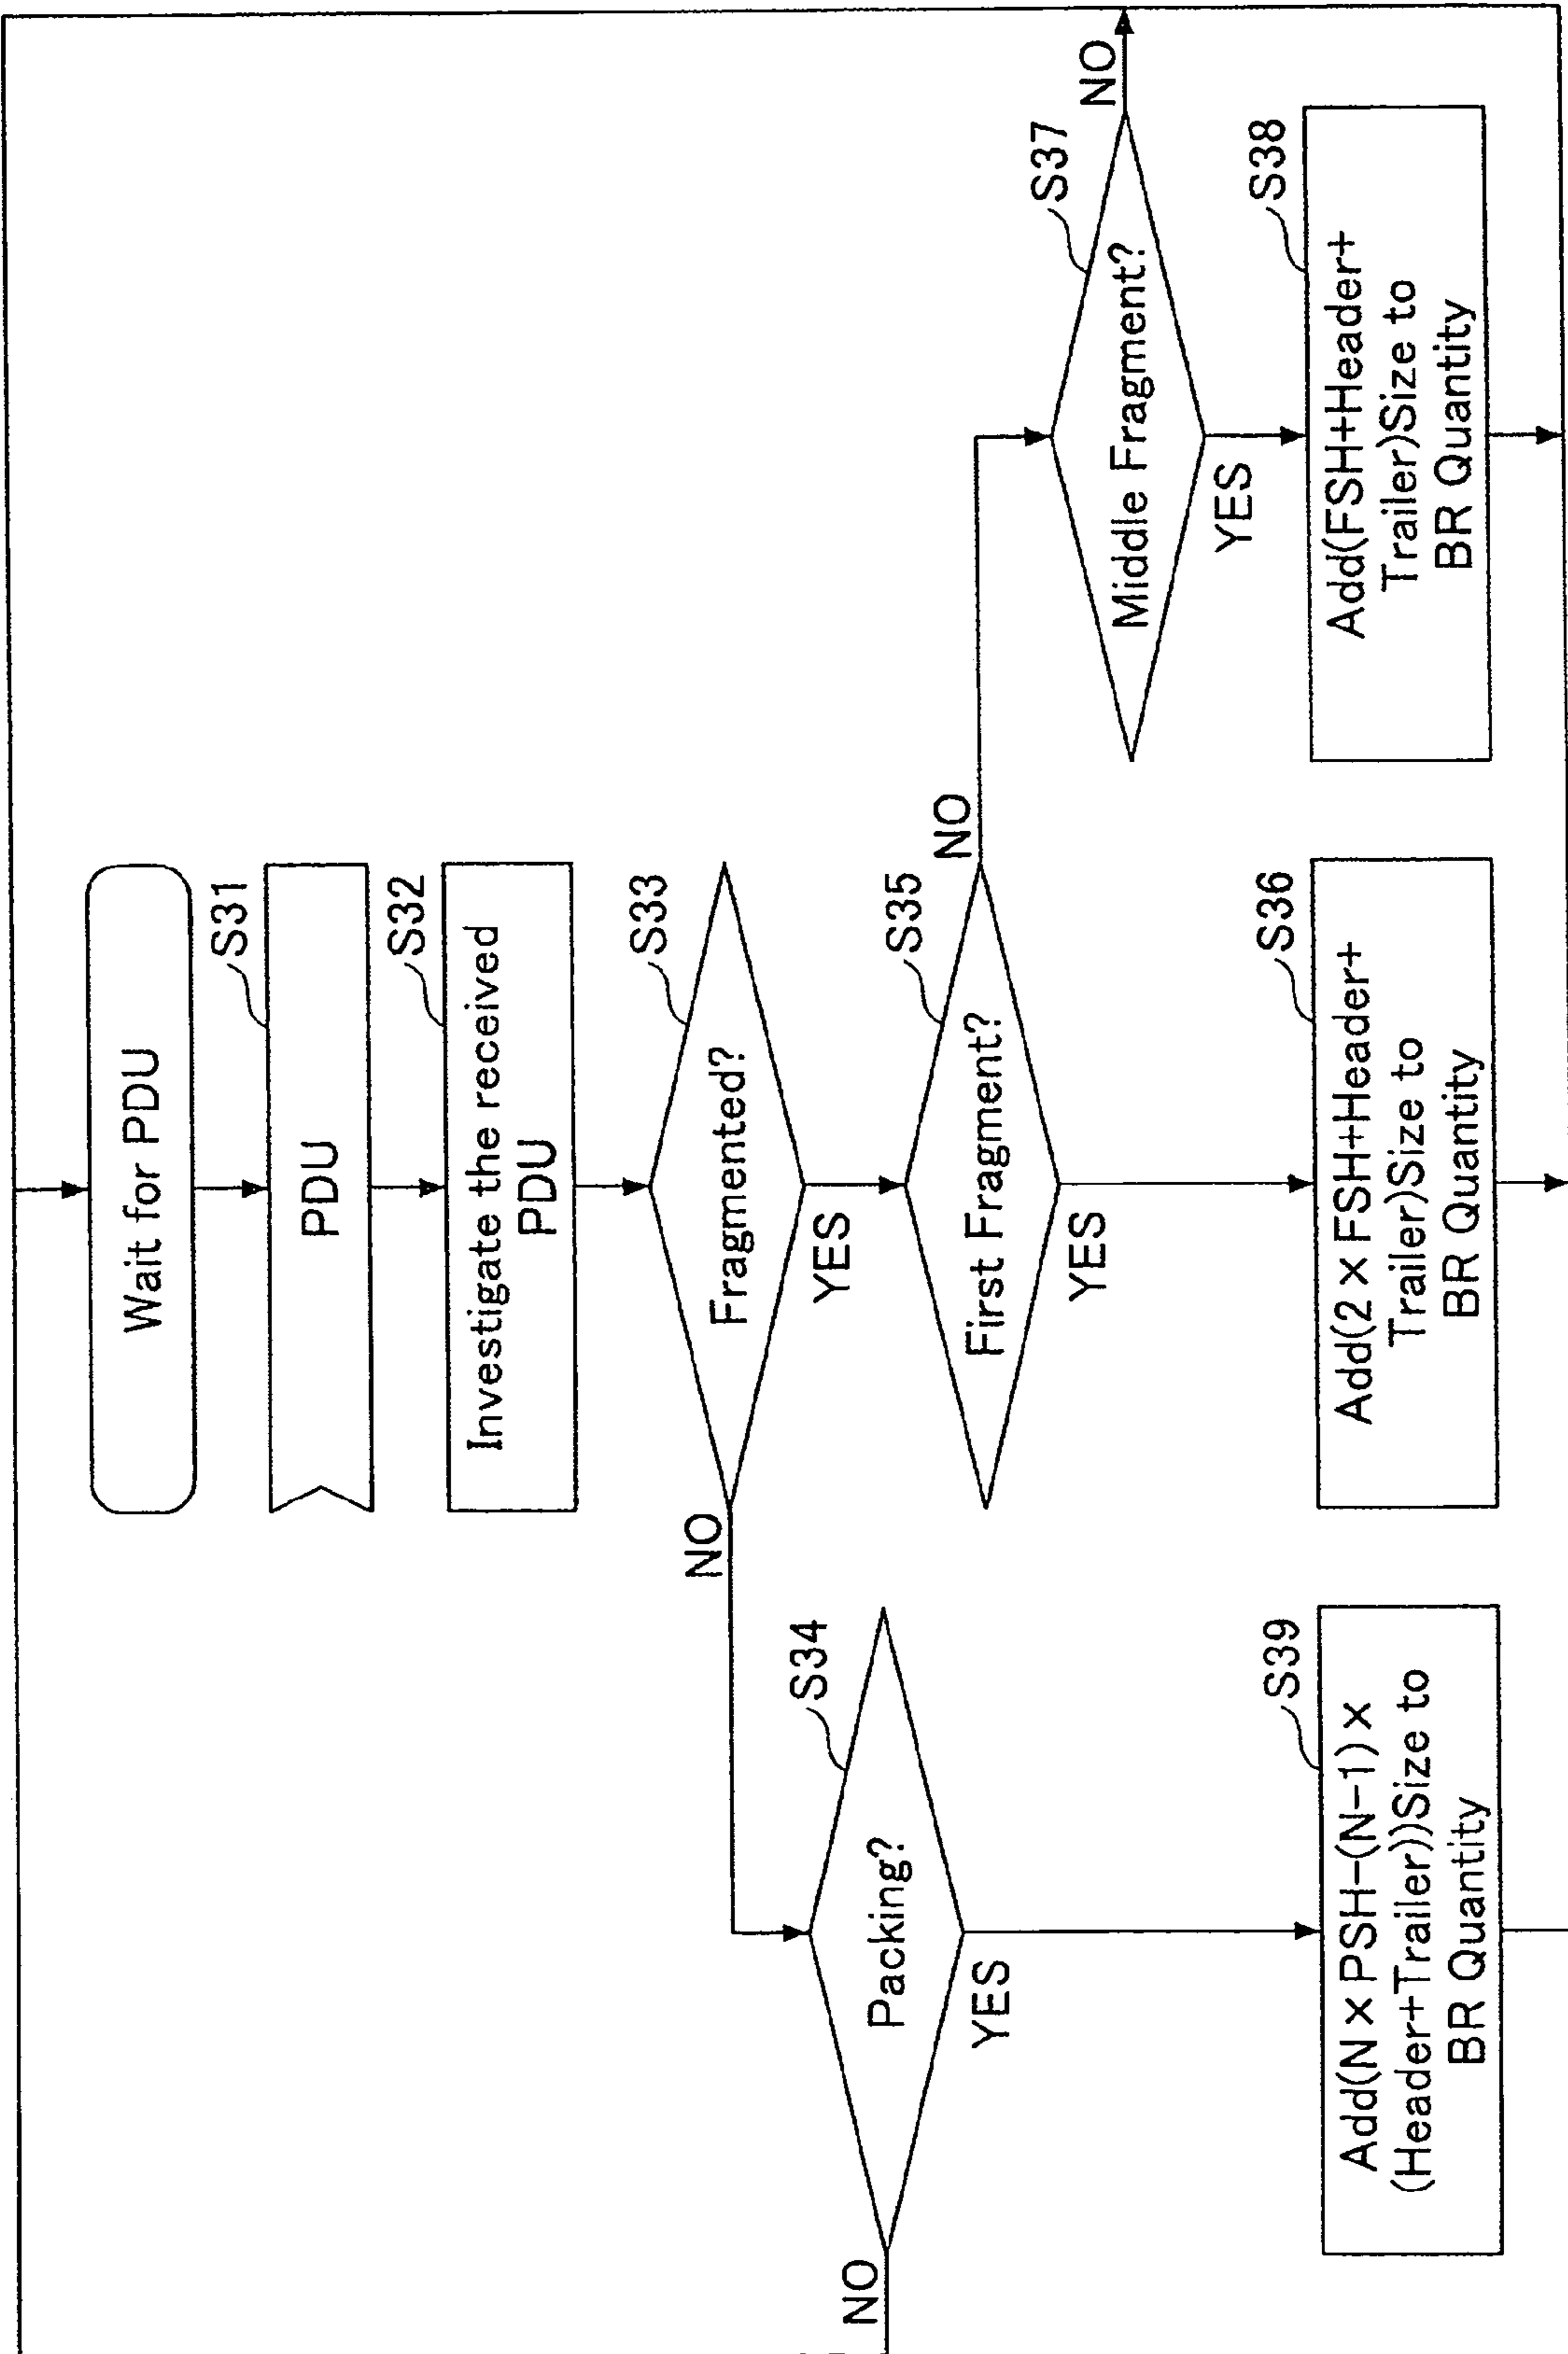 Wait for PDU
S31
PDU
S32
Investigate the received
PDU
S33
Fragmented?
NO
YES
S34
Packing?
NO
YES
S35
First Fragment?
NO
YES
S37
Middle Fragment?
NO
YES
S39
Add(N×PSH-(N-1)×
(Header+Trailer))Size to
BR Quantity
S36
Add(2×FSH+Header+
Trailer)Size to
BR Quantity
S38
Add(FSH+Header+
Trailer)Size to
BR Quantity